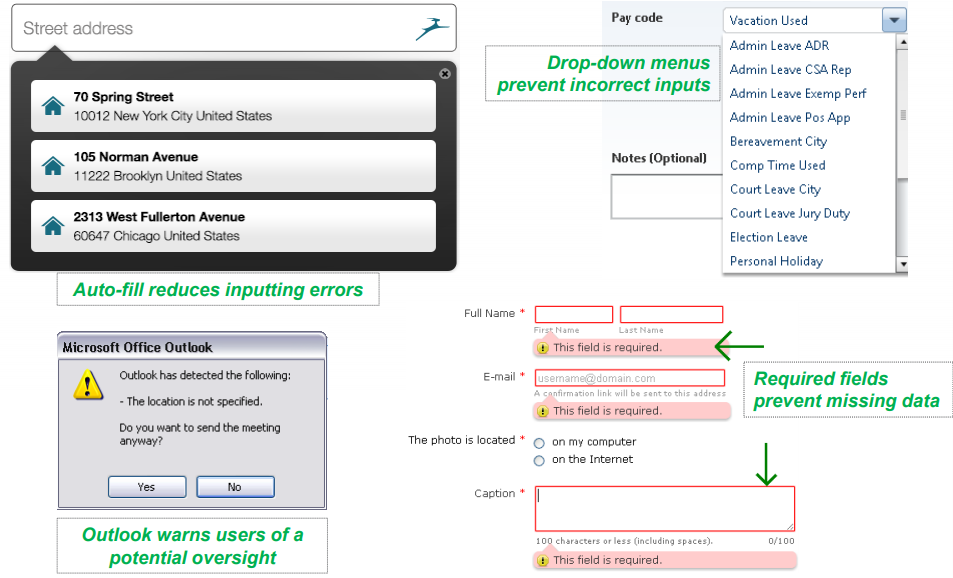 Street address
70 Spring Street
10012 New York City United States
105 Norman Avenue
11222 Brooklyn United States
2313 West Fullerton Avenue
60647 Chicago United States
Auto-fill reduces inputting errors
Pay code
Vacation Used
Admin Leave ADR
Admin Leave CSA Rep
Admin Leave Exemp Perf
Admin Leave Pos App
Bereavement City
Comp Time Used
Court Leave City
Court Leave Jury Duty
Election Leave
Personal Holiday
Drop-down menus
prevent incorrect inputs
Notes (Optional)
Microsoft Office Outlook
Outlook has detected the following:
- The location is not specified.
Do you want to send the meeting
anyway?
Yes
No
Outlook warns users of a
potential oversight
Full Name *
First Name
Last Name
This field is required.
E-mail *
username@domain.com
A confirmation link will be sent to this address
This field is required.
The photo is located *
on my computer
on the Internet
Caption *
100 characters or less (including spaces).
0/100
This field is required.
Required fields
prevent missing data